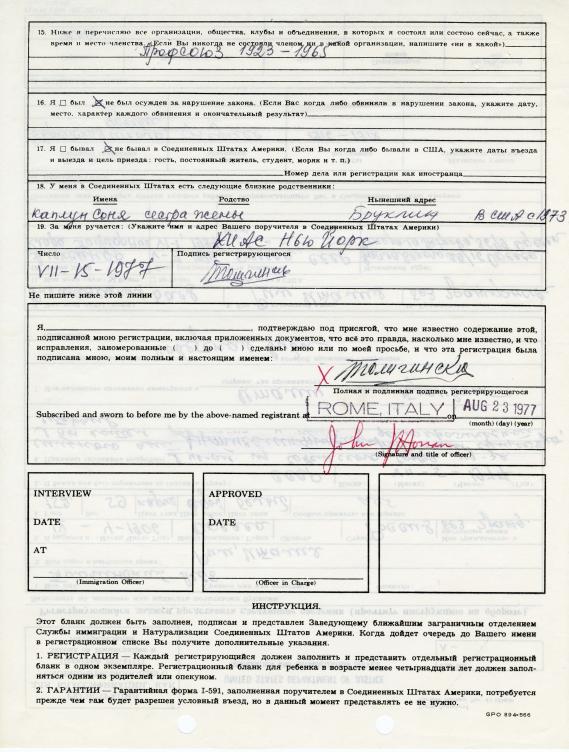 15. Ниже я перечисляю все организации, общества, клубы и объединения, в которых я состоял или состою сейчас, а также
время и место членства. (Если Вы никогда не состояли членом ни в какой организации, напишите «ни в какой»)
Профсоюз 1923-1965
16. Я □ был ☒ не был осужден за нарушение закона. (Если Вас когда либо обвиняли в нарушении закона, укажите дату,
место, характер каждого обвинения и окончательный результат).
17. Я □ бывал ☒ не бывал в Соединенных Штатах Америки. (Если Вы когда либо бывали в США, укажите даты въезда
и выезда и цель приезда: гость, постоянный житель, студент, моряк и т. п.)
Номер дела или регистрации как иностранца
18. У меня в Соединенных Штатах есть следующие близкие родственники:
Имена Родство Нынешний адрес
Каплун Соня сестра жены Бруклин в США с 1973
19. За меня ручается: (Укажите имя и адрес Вашего поручителя в Соединенных Штатах Америки)
ХИАС Нью Йорк
Число Подпись регистрирующегося
VII-15-1977
Не пишите ниже этой линии
Я, подтверждаю под присягой, что мне известно содержание этой,
подписанной мною регистрации, включая приложенных документов, что всё это правда, насколько мне известно, и что
исправления, заномерованные ( ) до ( ) сделаны мною или по моей просьбе, и что эта регистрация была
подписана мною, моим полным и настоящим именем:
X
Полная и подлинная подпись регистрирующегося
Subscribed and sworn to before me by the above-named registrant at ROME, ITALY on AUG 23 1977
(month) (day) (year)
John
(Signature and title of officer)
INTERVIEW APPROVED
DATE DATE
AT
(Immigration Officer) (Officer in Charge)
ИНСТРУКЦИЯ.
Этот бланк должен быть заполнен, подписан и представлен Заведующему ближайшим заграничным отделением
Службы иммиграции и Натурализации Соединенных Штатов Америки. Когда дойдет очередь до Вашего имени
в регистрационном списке Вы получите дополнительные указания.
1. РЕГИСТРАЦИЯ — Каждый регистрирующийся должен заполнить и представить отдельный регистрационный
бланк в одном экземпляре. Регистрационный бланк для ребенка в возрасте менее четырнадцати лет должен запол-
няться одним из родителей или опекуном.
2. ГАРАНТИИ — Гарантийная форма I-591, заполненная поручителем в Соединенных Штатах Америки, потребуется
прежде чем там будет разрешен условный въезд, но в данный момент представлять ее не нужно.
GPO 894-566